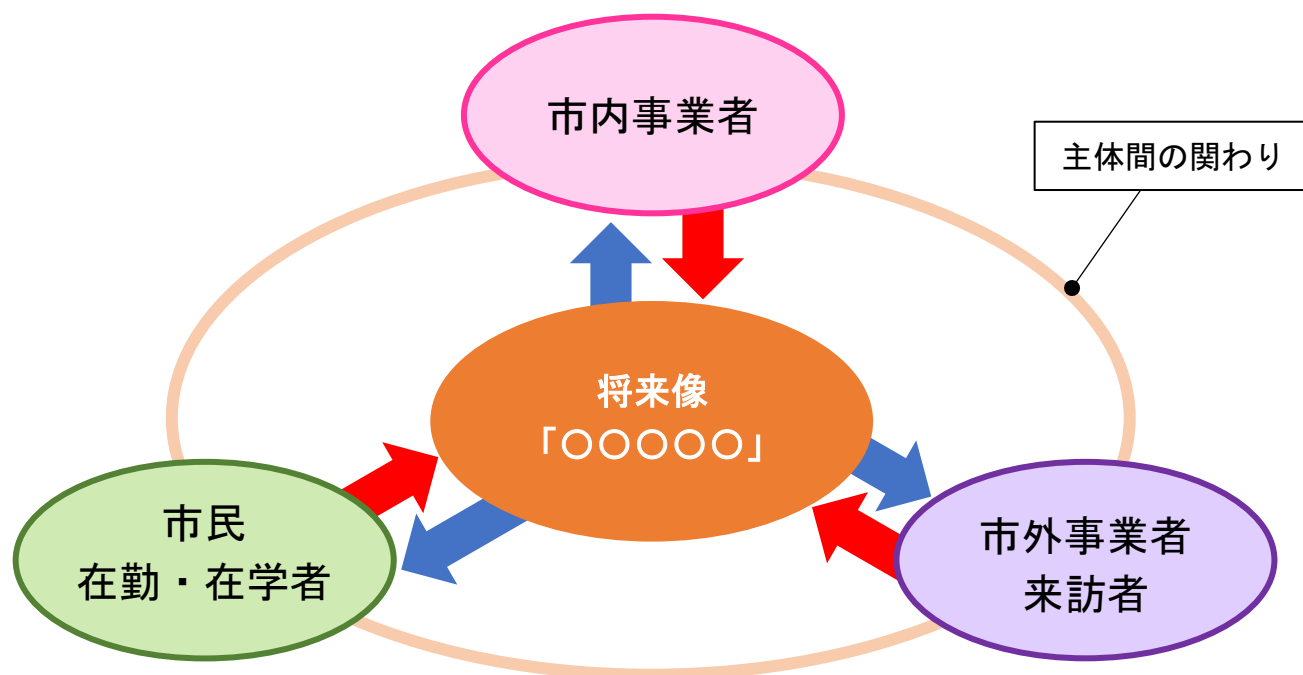 市内事業者
主体間の関わり
将来像
「〇〇〇〇〇」
市民
在勤・在学者
市外事業者
来訪者